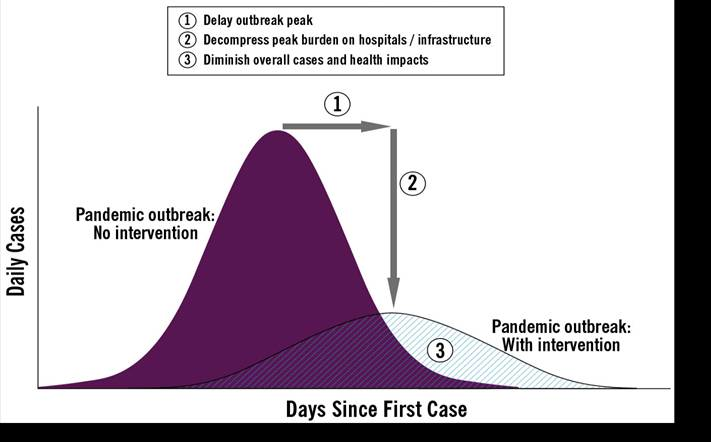 ① Delay outbreak peak
② Decompress peak burden on hospitals / infrastructure
③ Diminish overall cases and health impacts
①
②
Pandemic outbreak:
No intervention
Daily Cases
Pandemic outbreak:
With intervention
③
Days Since First Case